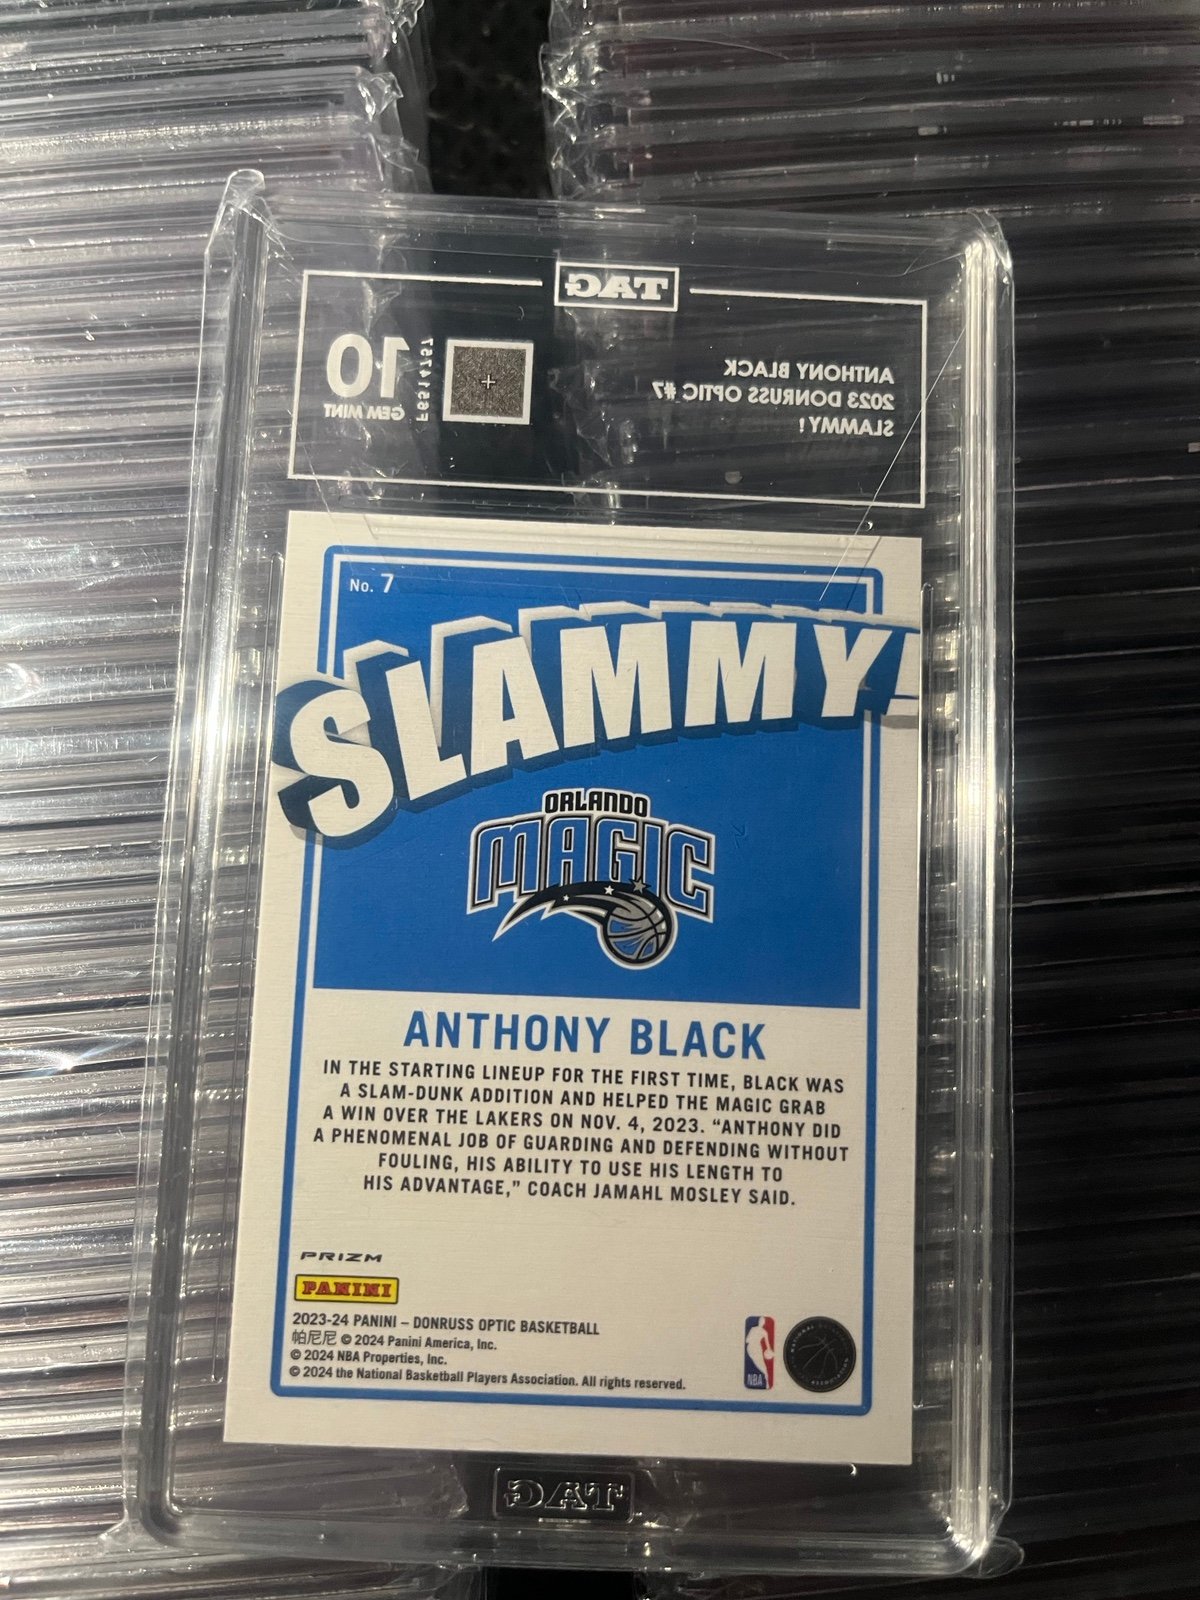 TAG
10
GEM MINT
F6514767
ANTHONY BLACK
2023 DONRUSS OPTIC #7
SLAMMY!
No. 7
SLAMMY!
ORLANDO
MAGIC
ANTHONY BLACK
IN THE STARTING LINEUP FOR THE FIRST TIME, BLACK WAS
A SLAM-DUNK ADDITION AND HELPED THE MAGIC GRAB
A WIN OVER THE LAKERS ON NOV. 4, 2023. “ANTHONY DID
A PHENOMENAL JOB OF GUARDING AND DEFENDING WITHOUT
FOULING, HIS ABILITY TO USE HIS LENGTH TO
HIS ADVANTAGE,” COACH JAMAHL MOSLEY SAID.
PRIZM
PANINI
2023-24 PANINI – DONRUSS OPTIC BASKETBALL
帕尼尼 © 2024 Panini America, Inc.
© 2024 NBA Properties, Inc.
© 2024 the National Basketball Players Association. All rights reserved.
NBA
TAG